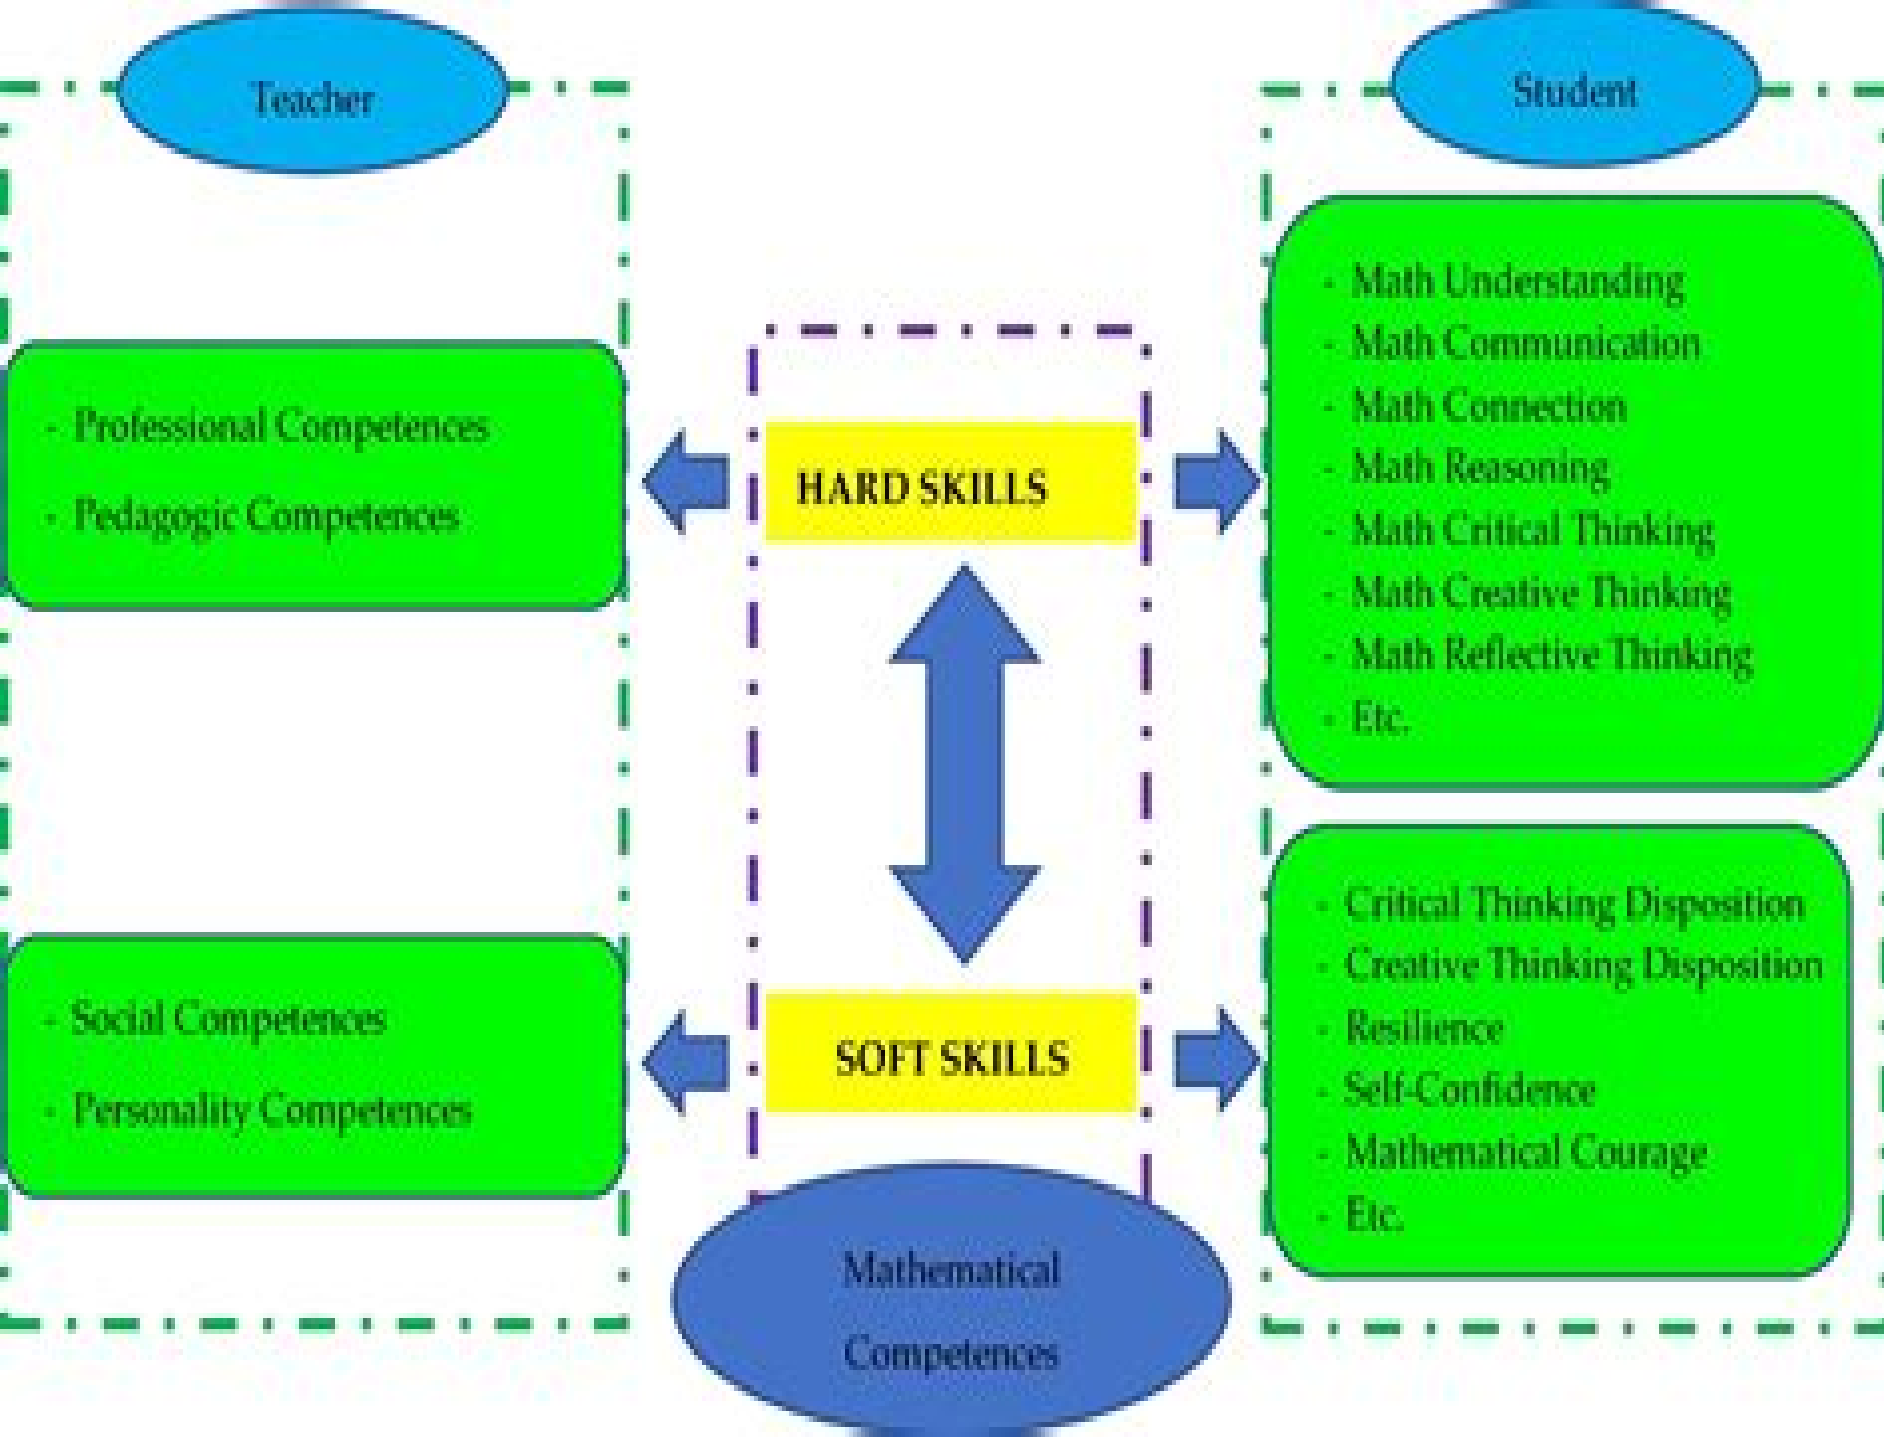 Teacher
- Professional Competences
- Pedagogic Competences
- Social Competences
- Personality Competences
HARD SKILLS
SOFT SKILLS
Mathematical
Competences
Student
- Math Understanding
- Math Communication
- Math Connection
- Math Reasoning
- Math Critical Thinking
- Math Creative Thinking
- Math Reflective Thinking
- Etc.
- Critical Thinking Disposition
- Creative Thinking Disposition
- Resilience
- Self-Confidence
- Mathematical Courage
- Etc.